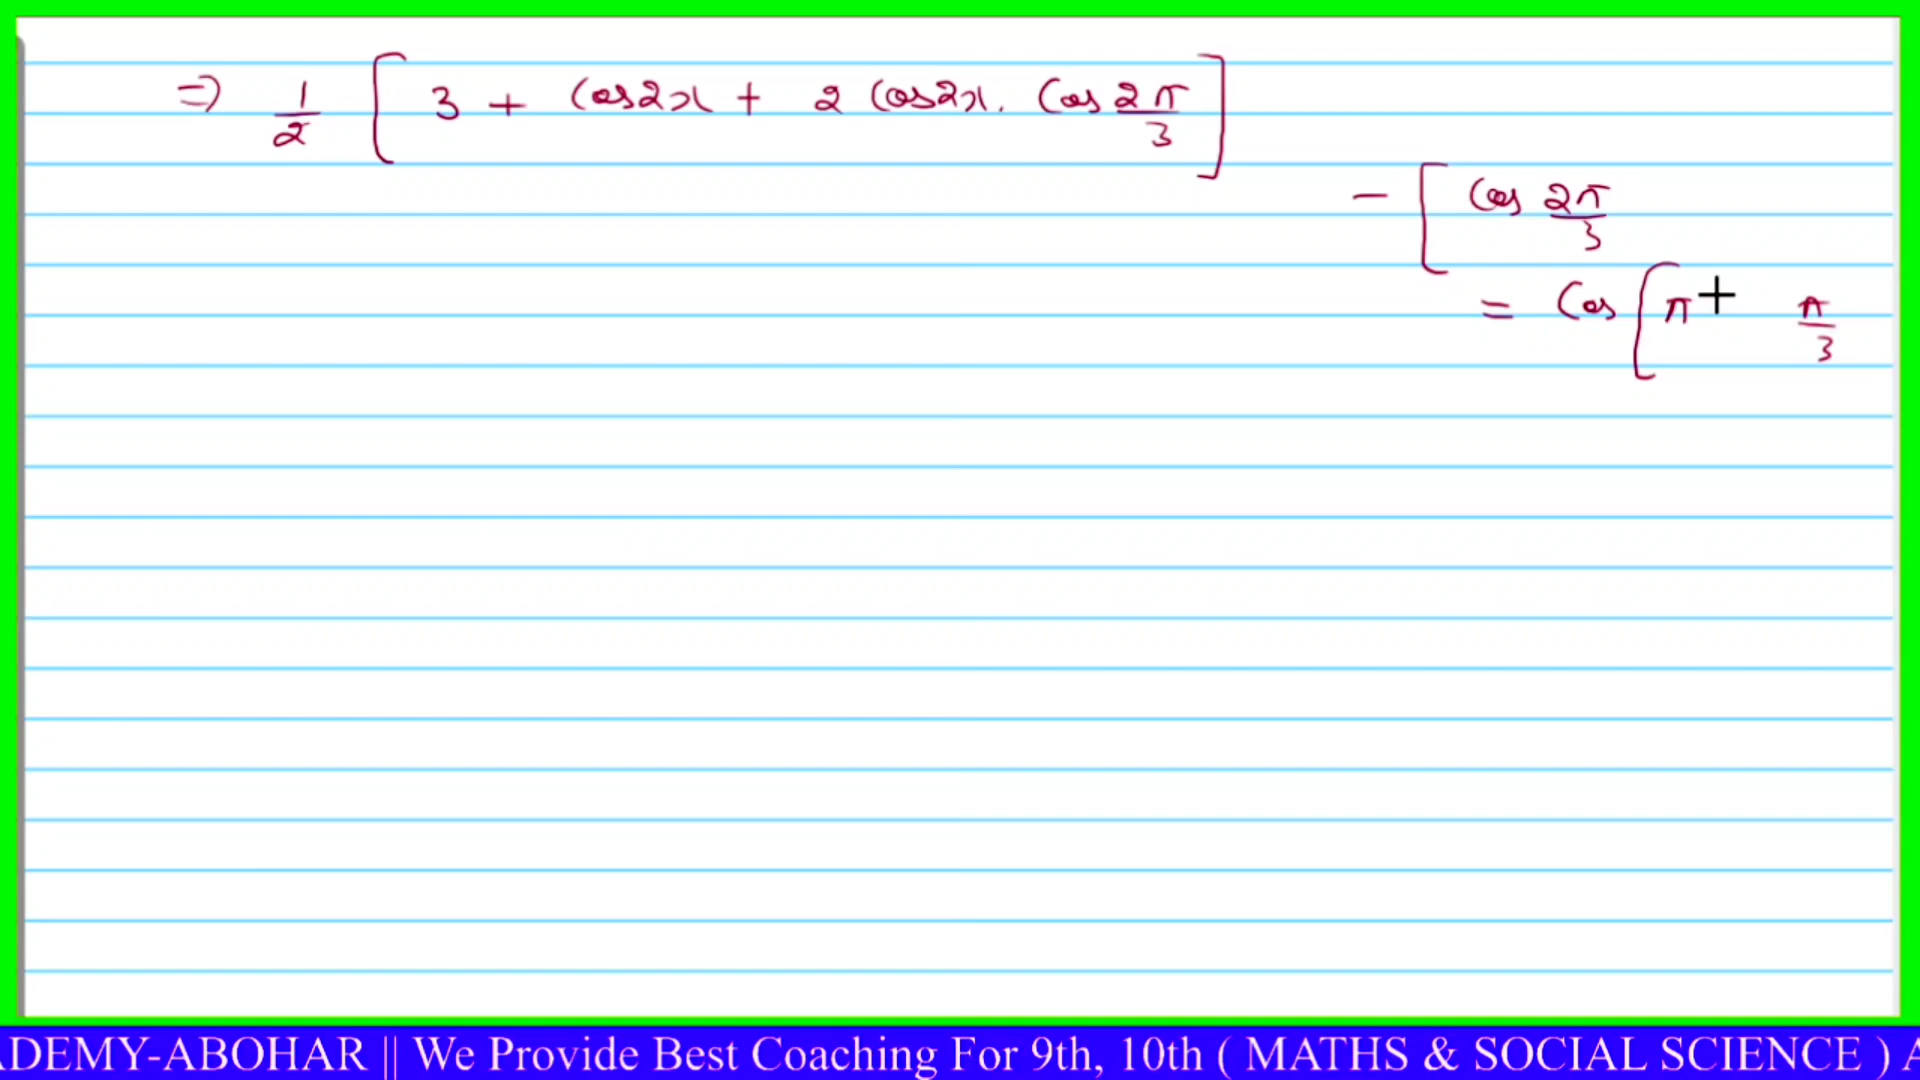 ⇒ 1/2 [ 3 + Cos2x + 2 Cos2x. Cos 2π/3 ]
- [ Cos 2π/3
= Cos [ π π/3
ADEMY-ABOHAR || We Provide Best Coaching For 9th, 10th ( MATHS & SOCIAL SCIENCE ) A